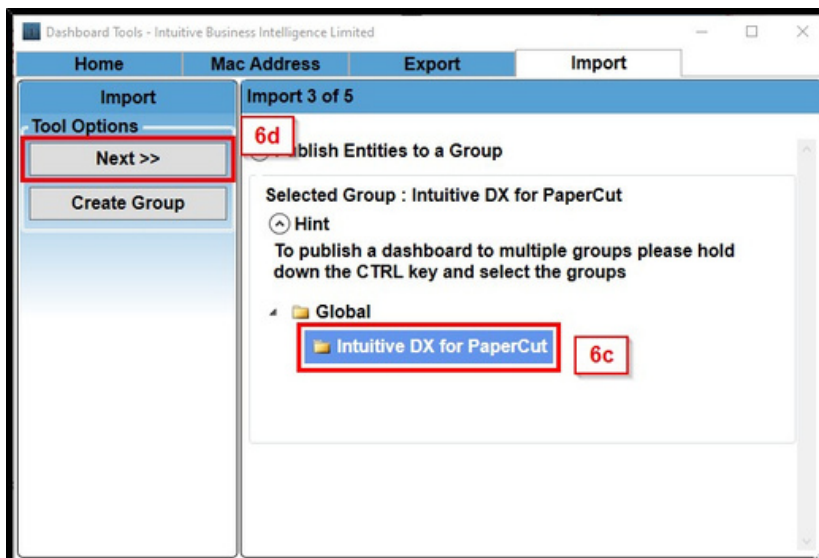 Dashboard Tools - Intuitive Business Intelligence Limited
Home Mac Address Export Import
Import
Tool Options
Next >>
Create Group
Import 3 of 5
6d
Entities to a Group
Selected Group : Intuitive DX for PaperCut
Hint
To publish a dashboard to multiple groups please hold
down the CTRL key and select the groups
Global
Intuitive DX for PaperCut
6c